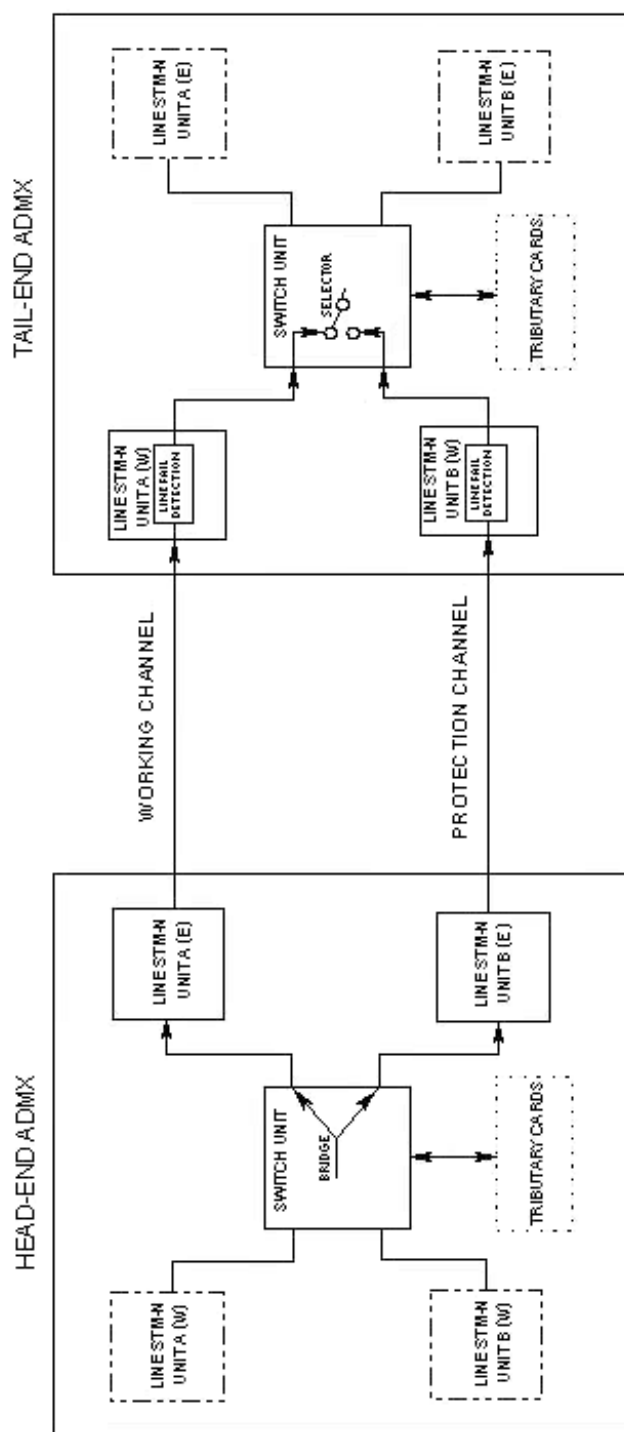 HEAD-END ADMX
TAIL-END ADMX
LINE STM-N
UNIT A (W)
LINE STM-N
UNIT A (E)
WORKING CHANNEL
LINE STM-N
UNIT A (W)
LINE FAIL
DETECTION
LINE STM-N
UNIT A (E)
SWITCH UNIT
BRIDGE
SWITCH UNIT
SELECTOR
LINE STM-N
UNIT B (W)
TRIBUTARY CARDS
LINE STM-N
UNIT B (E)
PROTECTION CHANNEL
LINE STM-N
UNIT B (W)
LINE FAIL
DETECTION
TRIBUTARY CARDS
LINE STM-N
UNIT B (E)